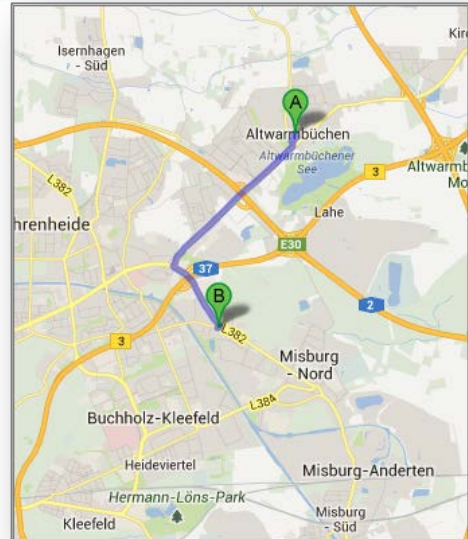 Isernhagen
- Süd
Kirc
A
Altwarmbüchen
Altwarmbüchener
See
L382
3
Altwarmb
Mo
hrenheide
Lahe
E30
37
2
B
L382
3
Misburg
- Nord
L384
Buchholz-Kleefeld
Heideviertel
Misburg-Anderten
Hermann-Löns-Park
Kleefeld
Misburg
- Süd